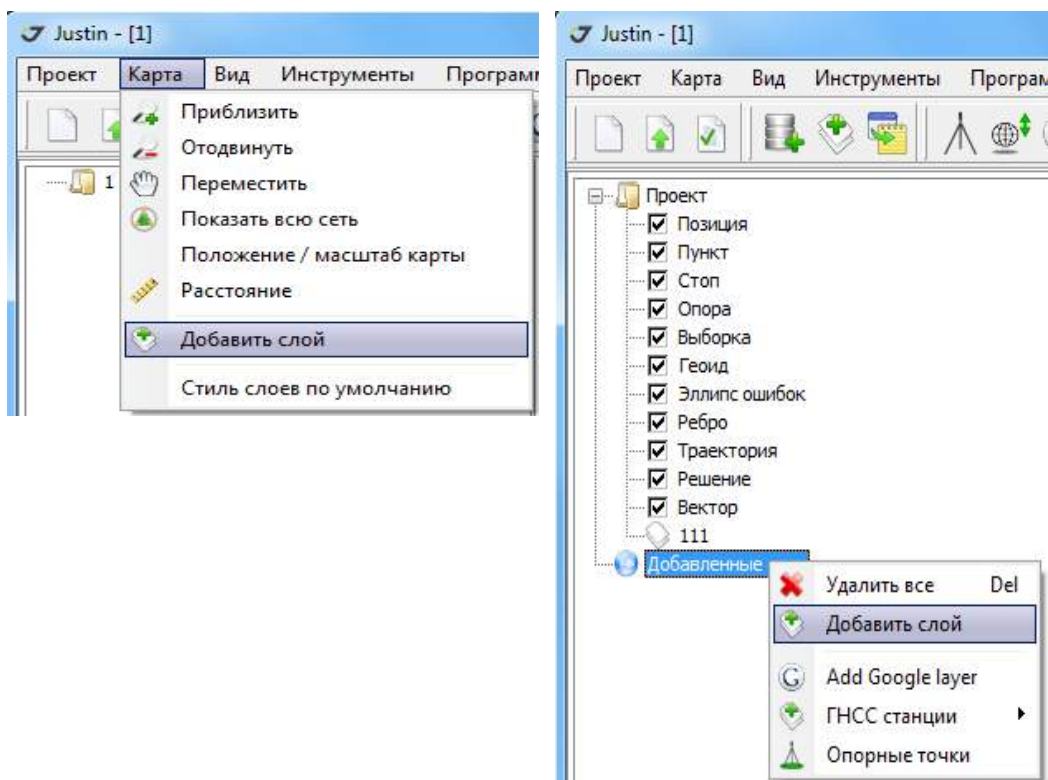 Justin - [1]
Проект Карта Вид Инструменты
Приблизить
Отодвинуть
1
Переместить
Показать всю сеть
Положение / масштаб карты
Расстояние
Добавить слой
Стиль слоев по умолчанию
Justin - [1]
Проект Карта Вид Инструменты
Проект
Позиция
Пункт
Стоп
Опора
Выборка
Геоид
Эллипс ошибок
Ребро
Траектория
Решение
Вектор
111
Добавленные
Удалить все Del
Добавить слой
Add Google layer
ГНСС станции
Опорные точки